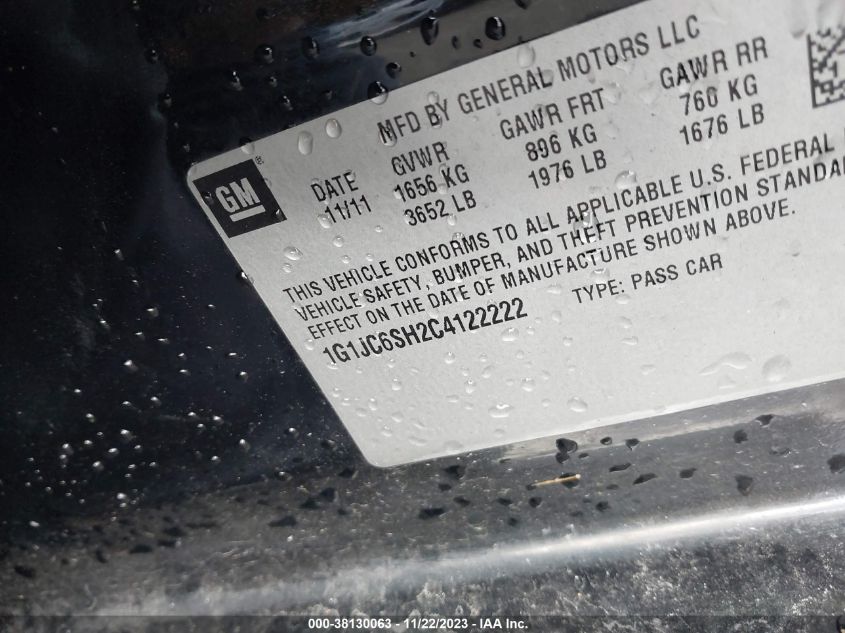 MFD BY GENERAL MOTORS LLC
GM®
DATE GVWR GAWR FRT GAWR RR
11/11 1656 KG 896 KG 760 KG
3652 LB 1976 LB 1676 LB
THIS VEHICLE CONFORMS TO ALL APPLICABLE U.S. FEDERAL
VEHICLE SAFETY, BUMPER, AND THEFT PREVENTION STANDA
EFFECT ON THE DATE OF MANUFACTURE SHOWN ABOVE.
1G1JC6SH2C4122222 TYPE: PASS CAR
000-38130063 - 11/22/2023 - IAA Inc.